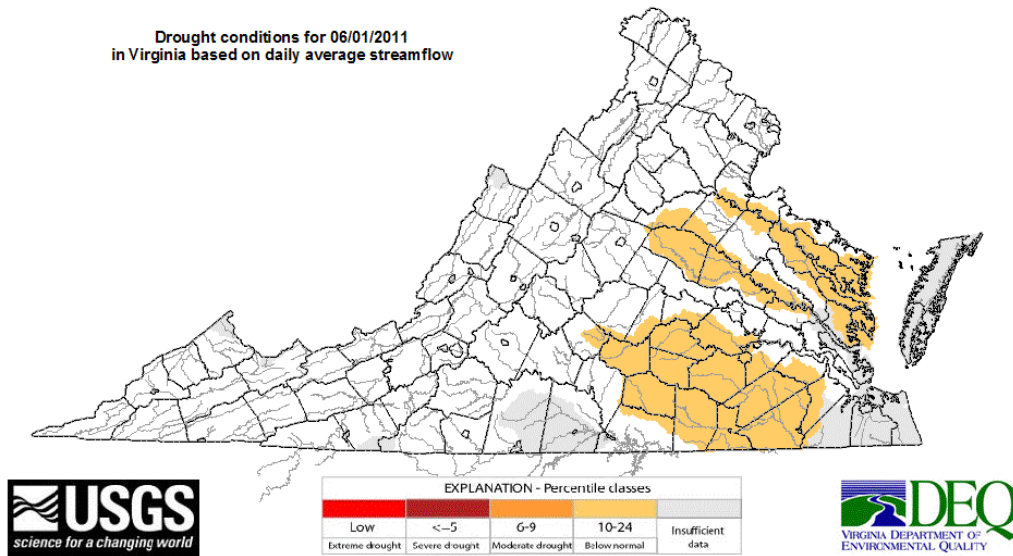 Drought conditions for 06/01/2011
in Virginia based on daily average streamflow
EXPLANATION - Percentile classes
Low <=5 6-9 10-24 Insufficient data
Extreme drought Severe drought Moderate drought Below normal
USGS
science for a changing world
DEQ
VIRGINIA DEPARTMENT OF
ENVIRONMENTAL QUALITY